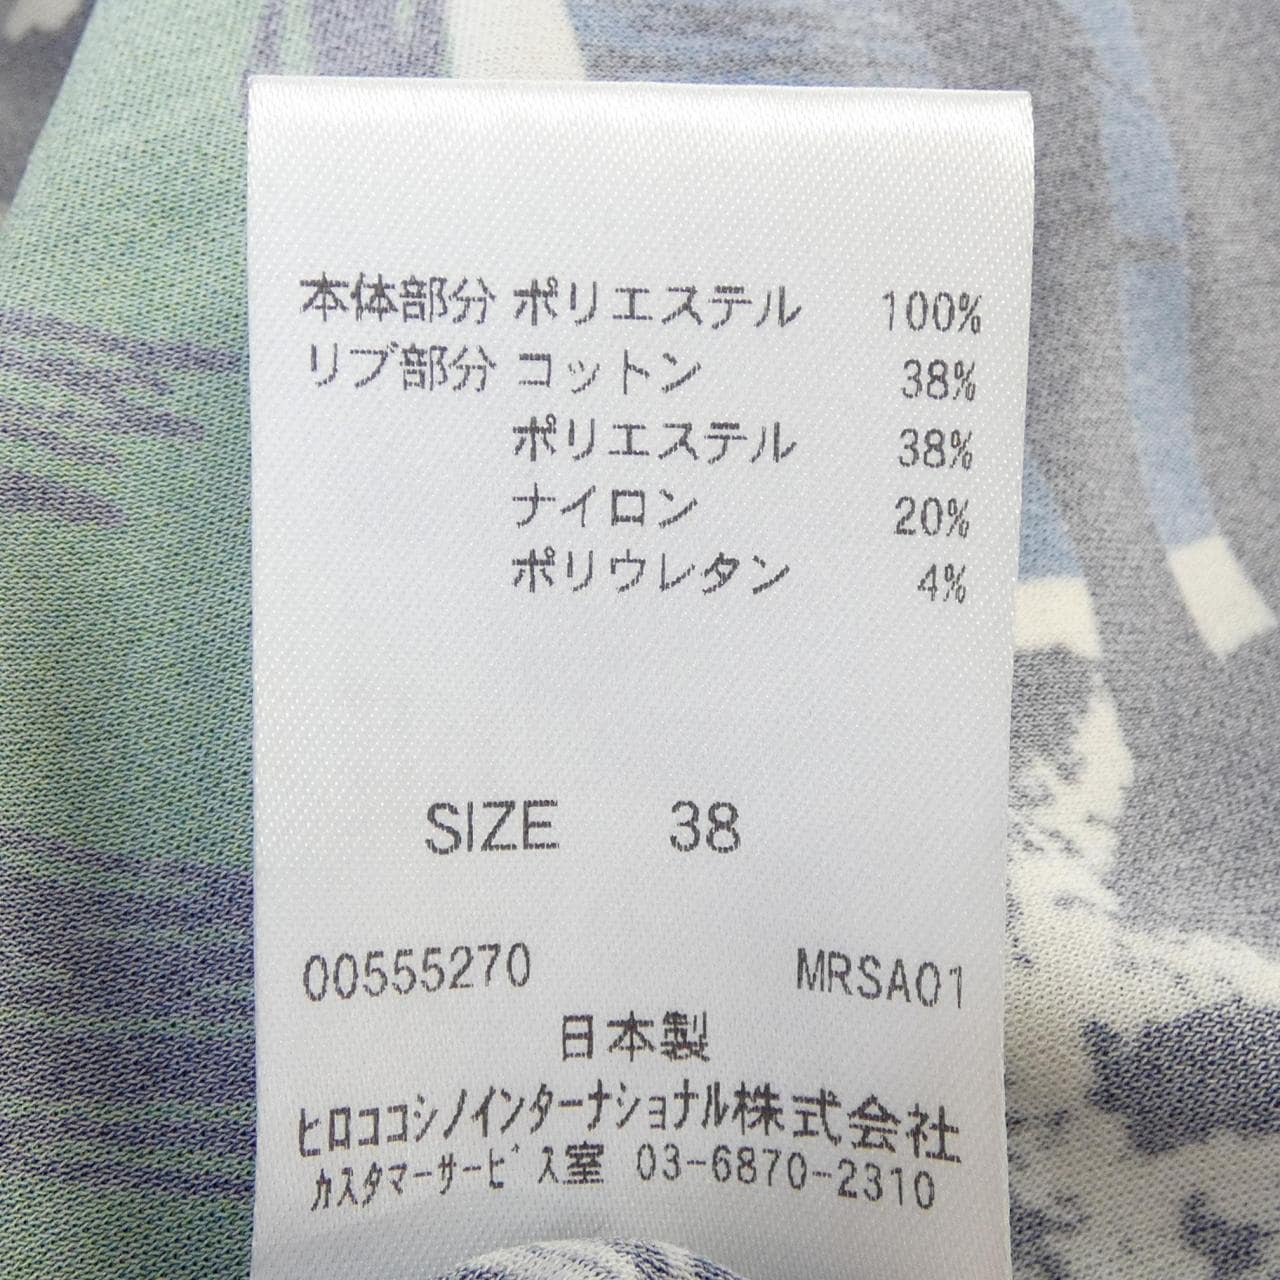 本体部分 ポリエステル 100%
リブ部分 コットン 38%
ポリエステル 38%
ナイロン 20%
ポリウレタン 4%
SIZE 38
00555270 MRSA01
日本製
ヒロココシノインターナショナル株式会社
カスタマーサービス室 03-6870-2310